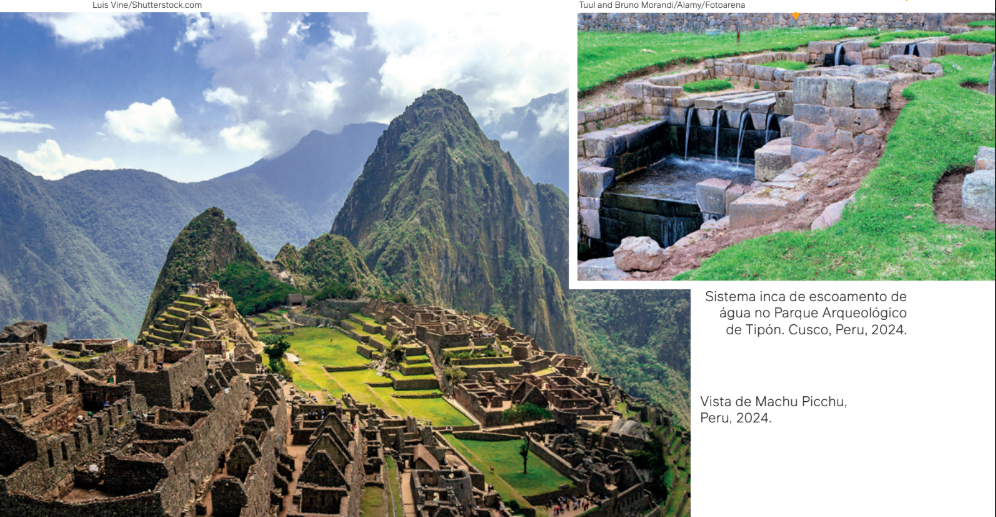 Luis Vine/Shutterstock.com
Tuul and Bruno Morandi/Alamy/Fotoarena
Sistema inca de escoamento de
água no Parque Arqueológico
de Tipón. Cusco, Peru, 2024.
Vista de Machu Picchu,
Peru, 2024.